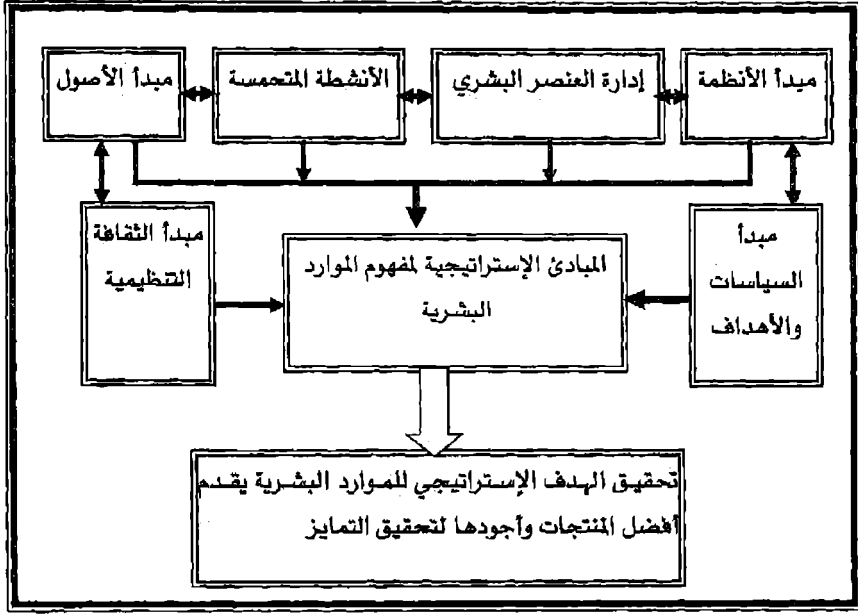 مبدأ الأنظمة
إدارة العنصر البشري
الأنشطة المتحمسة
مبدأ الأصول
مبدأ
السياسات
والأهداف
المبادئ الإستراتيجية لمفهوم الموارد
البشرية
مبدأ الثقافة
التنظيمية
تحقيق الهدف الإستراتيجي للموارد البشرية يقدم
أفضل المنتجات وأجودها لتحقيق التمايز